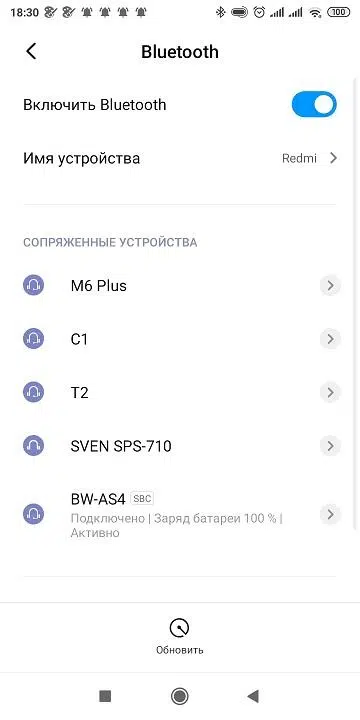 18:30
100
Bluetooth
Включить Bluetooth
Имя устройства Redmi
СОПРЯЖЕННЫЕ УСТРОЙСТВА
M6 Plus
C1
T2
SVEN SPS-710
BW-AS4 SBC
Подключено | Заряд батареи 100 % |
Активно
Обновить